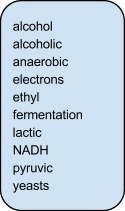 alcohol
alcoholic
anaerobic
electrons
ethyl
fermentation
lactic
NADH
pyruvic
yeasts